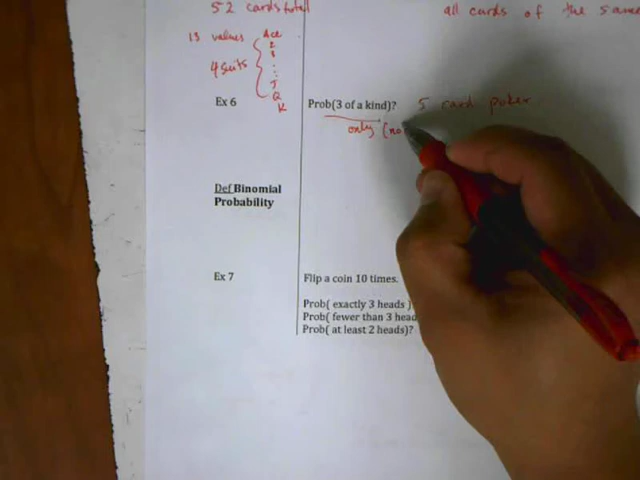 52 cards total
all cards of the same
13 values
Ace
2
3
4 suits
J
Q
K
Ex 6
Prob(3 of a kind)?
5 card poker
only (no
Def Binomial
Probability
Ex 7
Flip a coin 10 times.
Prob( exactly 3 heads )
Prob( fewer than 3 head
Prob( at least 2 heads)?